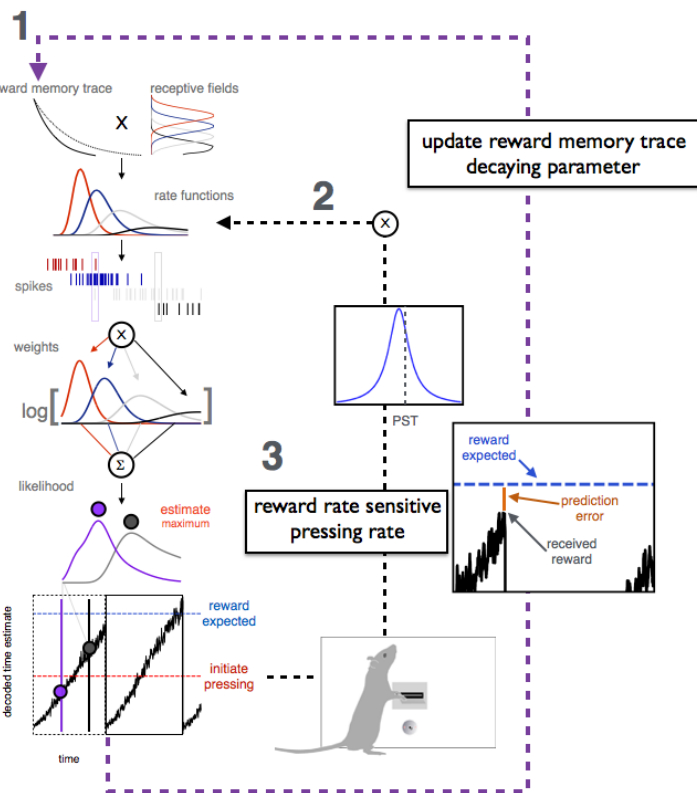 1
ward memory trace
receptive fields
X
update reward memory trace
decaying parameter
rate functions
2
X
spikes
X
weights
log[ ]
PST
Σ
3
reward
expected
likelihood
reward rate sensitive
pressing rate
prediction
error
estimate
maximum
received
reward
reward
expected
decoded time estimate
initiate
pressing
time